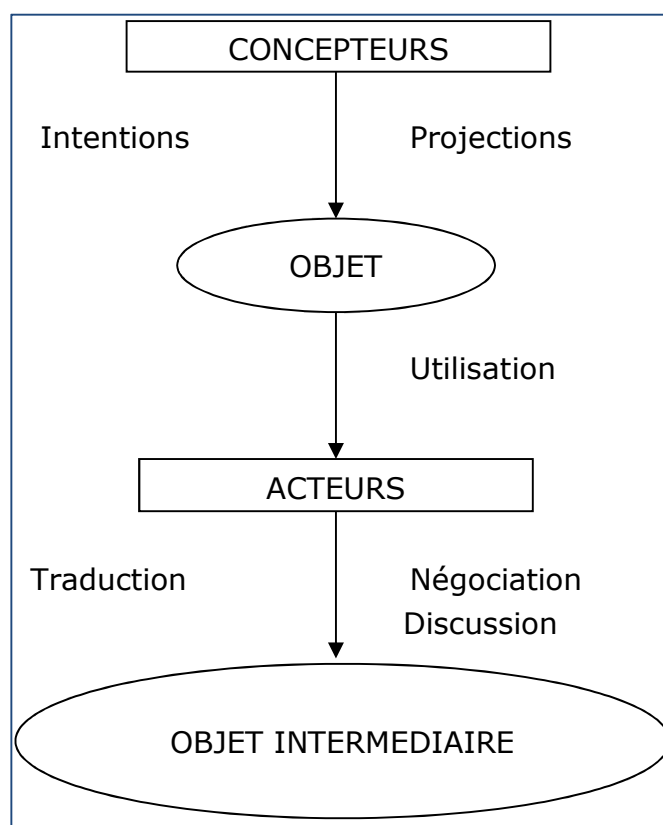 CONCEPTEURS
Intentions
Projections
OBJET
Utilisation
ACTEURS
Traduction
Négociation
Discussion
OBJET INTERMEDIAIRE